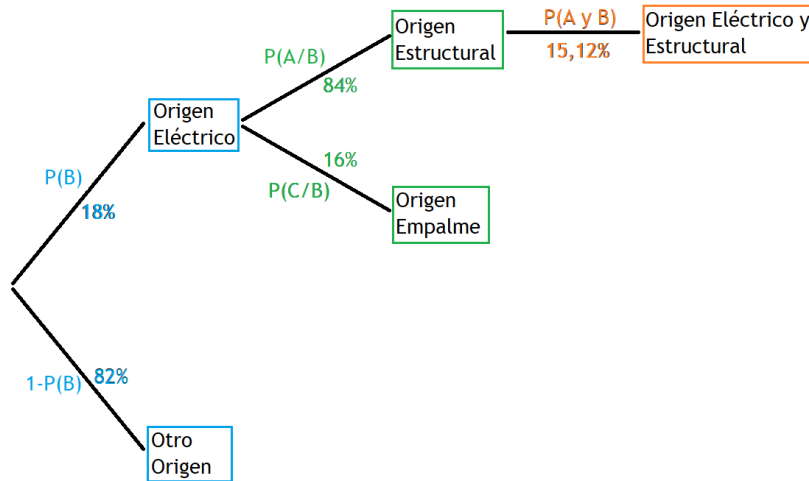 P(A y B)
15,12%
Origen Eléctrico y
Estructural
Origen
Estructural
P(A/B)
84%
Origen
Eléctrico
16%
P(C/B)
Origen
Empalme
P(B)
18%
1-P(B)
82%
Otro
Origen